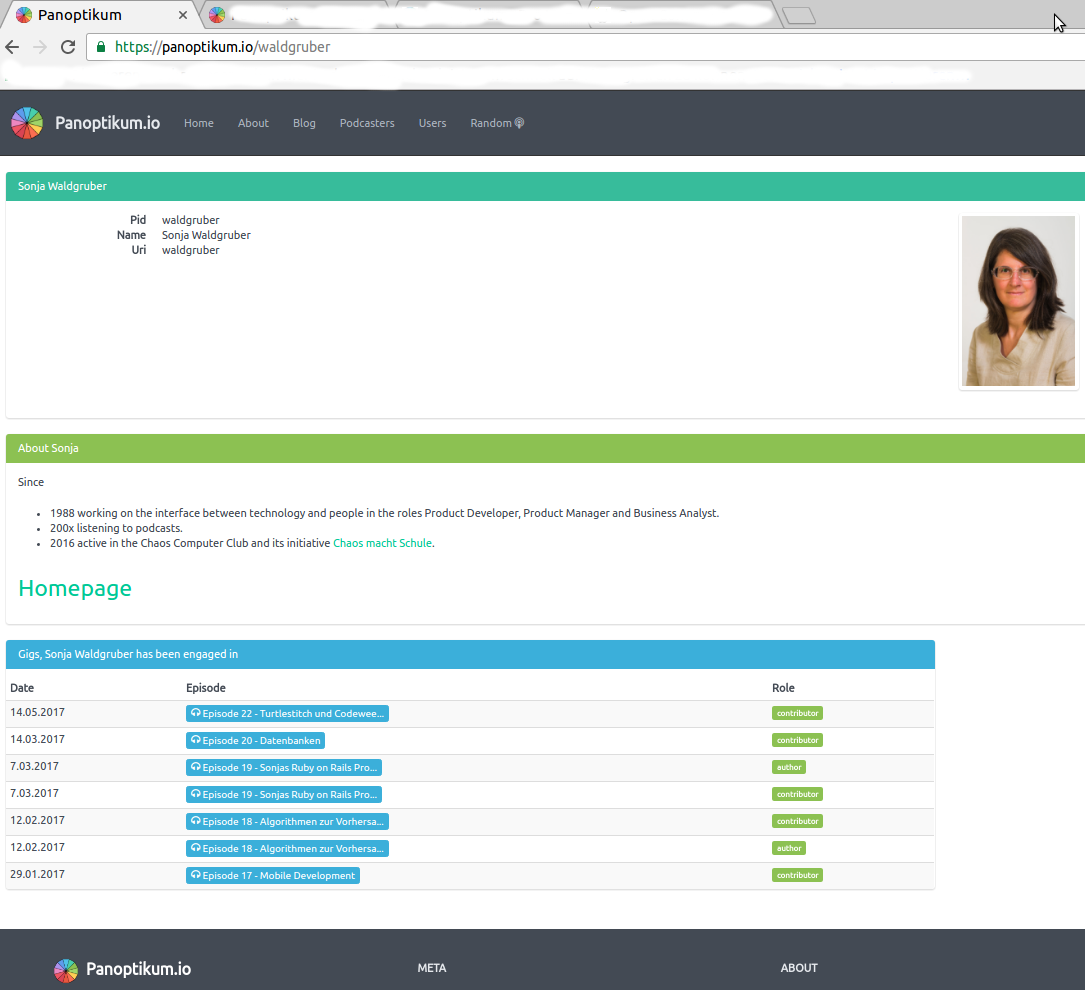 Panoptikum
https://panoptikum.io/waldgruber
Panoptikum.io Home About Blog Podcasters Users Random
Sonja Waldgruber
Pid waldgruber
Name Sonja Waldgruber
Uri waldgruber
About Sonja
Since
1988 working on the interface between technology and people in the roles Product Developer, Product Manager and Business Analyst.
200x listening to podcasts.
2016 active in the Chaos Computer Club and its initiative Chaos macht Schule.
Homepage
Gigs, Sonja Waldgruber has been engaged in
Date Episode Role
14.05.2017 Episode 22 - Turtlestitch und Codewee... contributor
14.03.2017 Episode 20 - Datenbanken contributor
7.03.2017 Episode 19 - Sonjas Ruby on Rails Pro... author
7.03.2017 Episode 19 - Sonjas Ruby on Rails Pro... contributor
12.02.2017 Episode 18 - Algorithmen zur Vorhersa... contributor
12.02.2017 Episode 18 - Algorithmen zur Vorhersa... author
29.01.2017 Episode 17 - Mobile Development contributor
Panoptikum.io META ABOUT